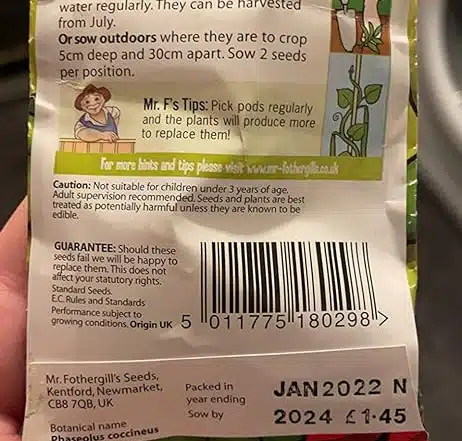 water regularly. They can be harvested
from July.
Or sow outdoors where they are to crop
5cm deep and 30cm apart. Sow 2 seeds
per position.
Mr. F's Tips: Pick pods regularly
and the plants will produce more
to replace them!
For more hints and tips please visit www.mr-fothergills.co.uk
Caution: Not suitable for children under 3 years of age.
Adult supervision recommended. Seeds and plants are best
treated as potentially harmful unless they are known to be
edible.
GUARANTEE: Should these
seeds fail we will be happy to
replace them. This does not
affect your statutory rights.
Standard Seeds.
E.C. Rules and Standards
Performance subject to
growing conditions. Origin UK
5 011775 180298 >
Mr. Fothergill's Seeds,
Kentford, Newmarket,
CB8 7QB, UK
Botanical name
Phaseolus coccineus
Packed in
year ending
Sow by
JAN2022 N
2024 £1·45